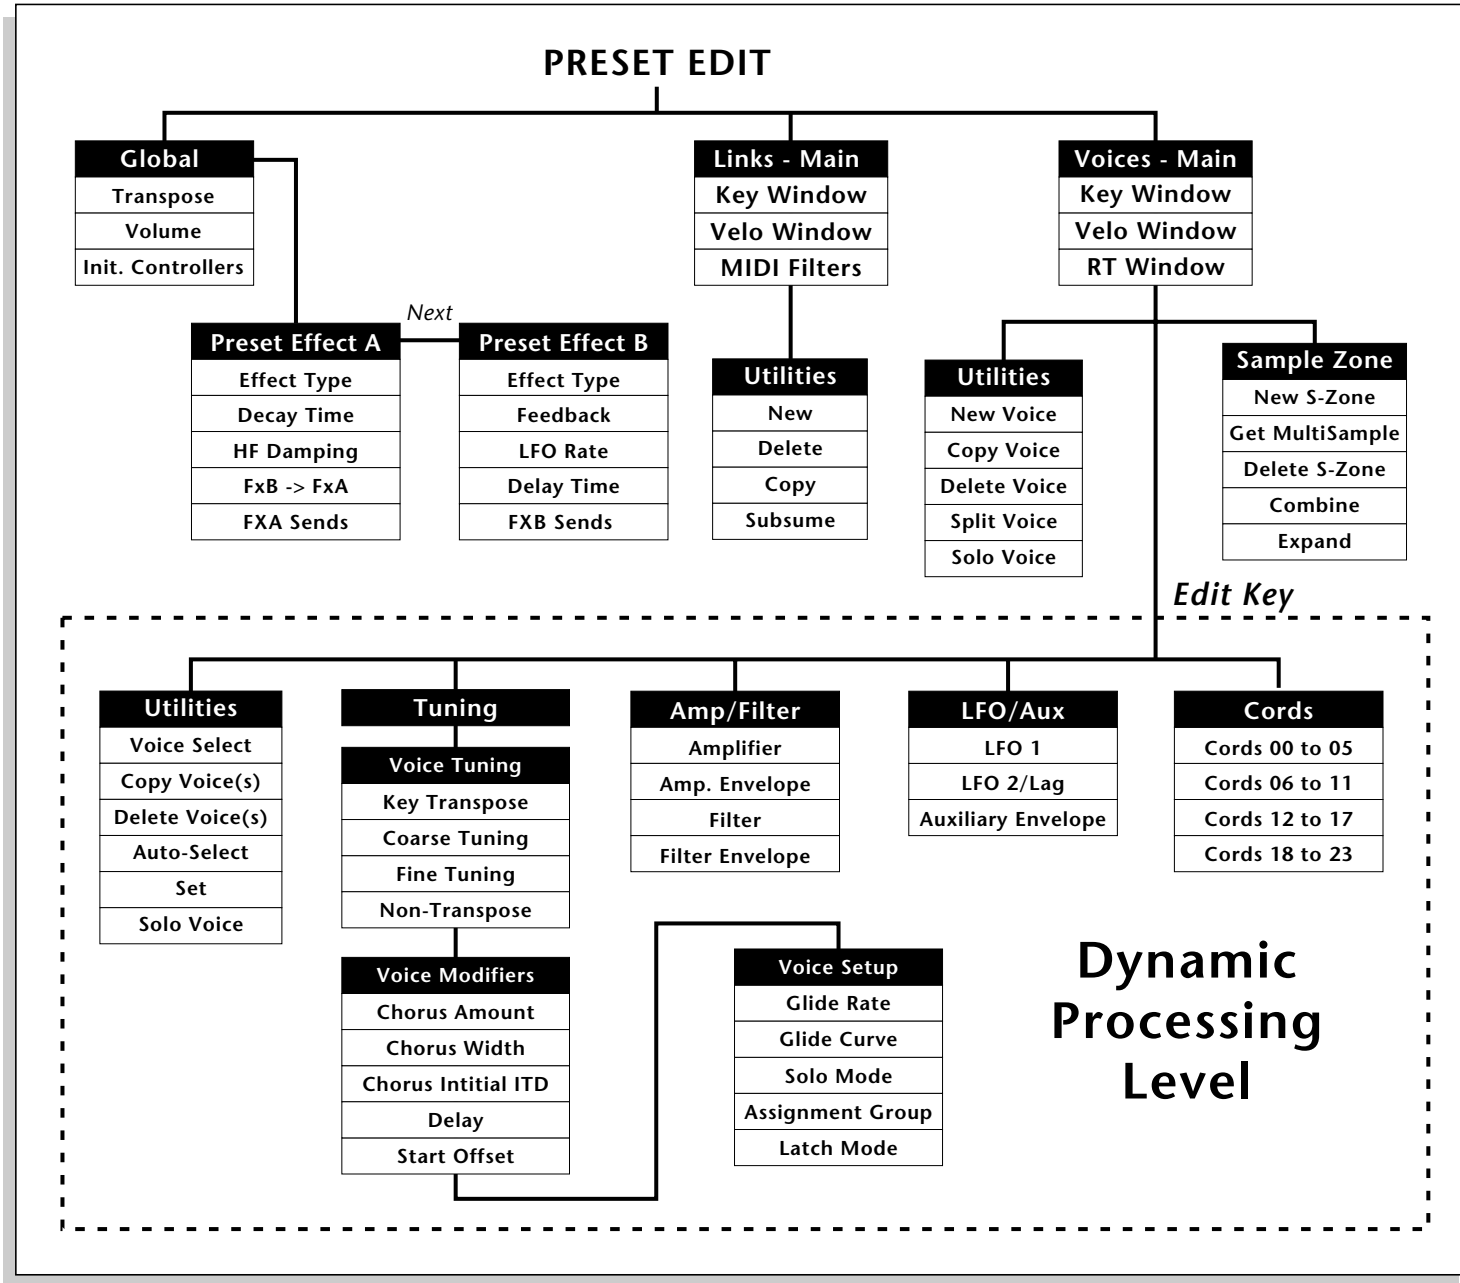 PRESET EDIT
Global
Transpose
Volume
Init. Controllers
Links - Main
Key Window
Velo Window
MIDI Filters
Voices - Main
Key Window
Velo Window
RT Window
Next
Preset Effect A
Effect Type
Decay Time
HF Damping
FxB -> FxA
FXA Sends
Preset Effect B
Effect Type
Feedback
LFO Rate
Delay Time
FXB Sends
Utilities
New
Delete
Copy
Subsume
Utilities
New Voice
Copy Voice
Delete Voice
Split Voice
Solo Voice
Sample Zone
New S-Zone
Get MultiSample
Delete S-Zone
Combine
Expand
Edit Key
Utilities
Voice Select
Copy Voice(s)
Delete Voice(s)
Auto-Select
Set
Solo Voice
Tuning
Voice Tuning
Key Transpose
Coarse Tuning
Fine Tuning
Non-Transpose
Voice Modifiers
Chorus Amount
Chorus Width
Chorus Intitial ITD
Delay
Start Offset
Amp/Filter
Amplifier
Amp. Envelope
Filter
Filter Envelope
Voice Setup
Glide Rate
Glide Curve
Solo Mode
Assignment Group
Latch Mode
LFO/Aux
LFO 1
LFO 2/Lag
Auxiliary Envelope
Cords
Cords 00 to 05
Cords 06 to 11
Cords 12 to 17
Cords 18 to 23
Dynamic
Processing
Level